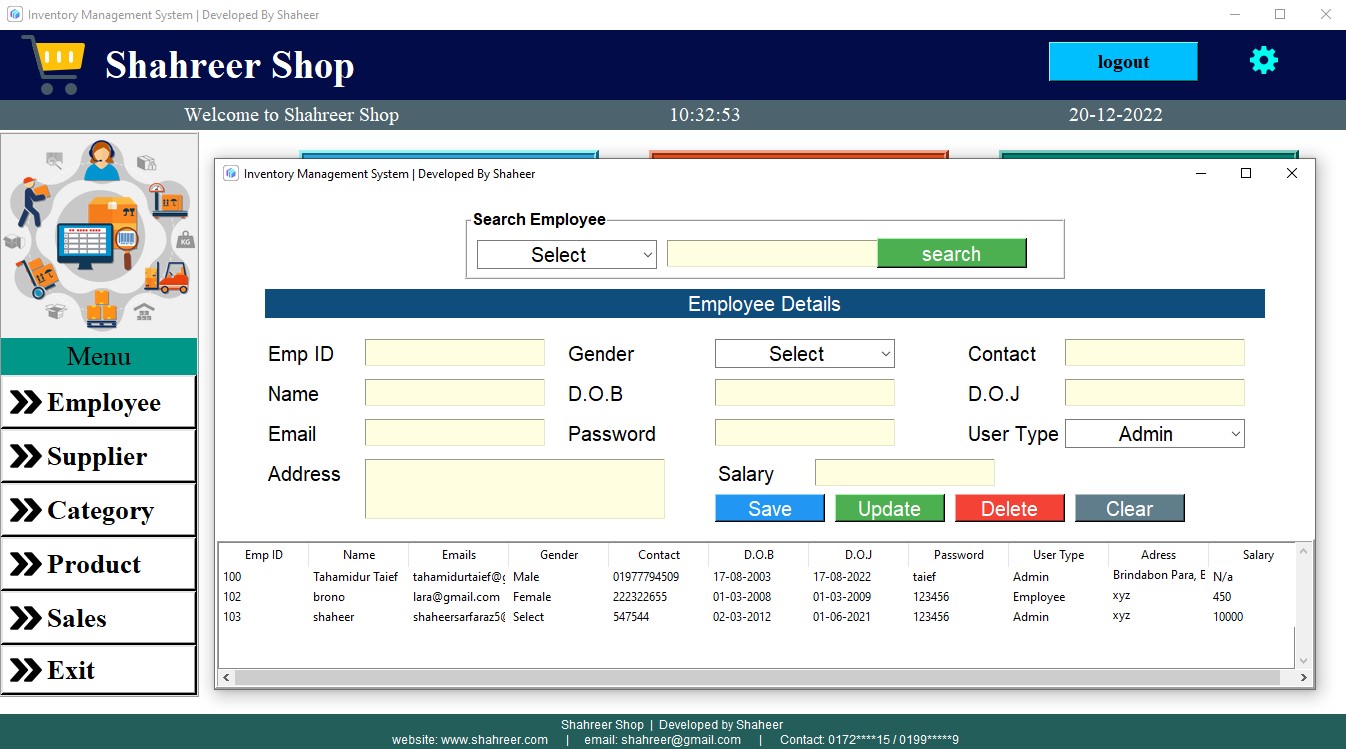 Inventory Management System | Developed By Shaheer
Shahreer Shop
logout
Welcome to Shahreer Shop 10:32:53 20-12-2022
Inventory Management System | Developed By Shaheer
Search Employee
Select search
Employee Details
Emp ID Gender Select Contact
Name D.O.B D.O.J
Email Password User Type Admin
Address Salary
Save Update Delete Clear
Emp ID Name Emails Gender Contact D.O.B D.O.J Password User Type Adress Salary
100 Tahamidur Taief tahamidurtaief@g Male 01977794509 17-08-2003 17-08-2022 taief Admin Brindabon Para, B N/a
102 brono lara@gmail.com Female 222322655 01-03-2008 01-03-2009 123456 Employee xyz 450
103 shaheer shaheersarfaraz5@ Select 547544 02-03-2012 01-06-2021 123456 Admin xyz 10000
KG
Menu
Employee
Supplier
Category
Product
Sales
Exit
Shahreer Shop | Developed by Shaheer
website: www.shahreer.com | email: shahreer@gmail.com | Contact: 0172****15 / 0199*****9